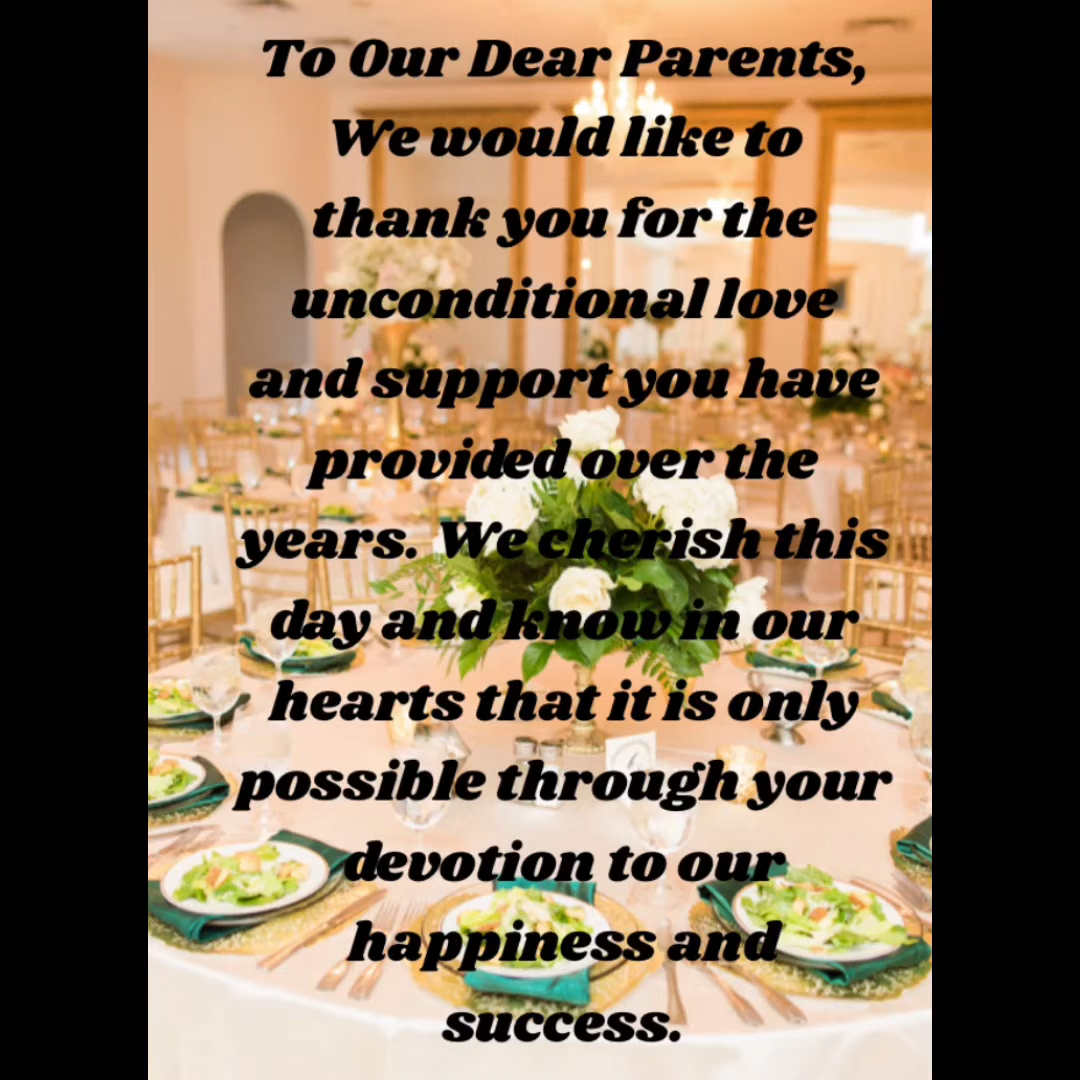 To Our Dear Parents,
We would like to
thank you for the
unconditional love
and support you have
provided over the
years. We cherish this
day and know in our
hearts that it is only
possible through your
devotion to our
happiness and
success.